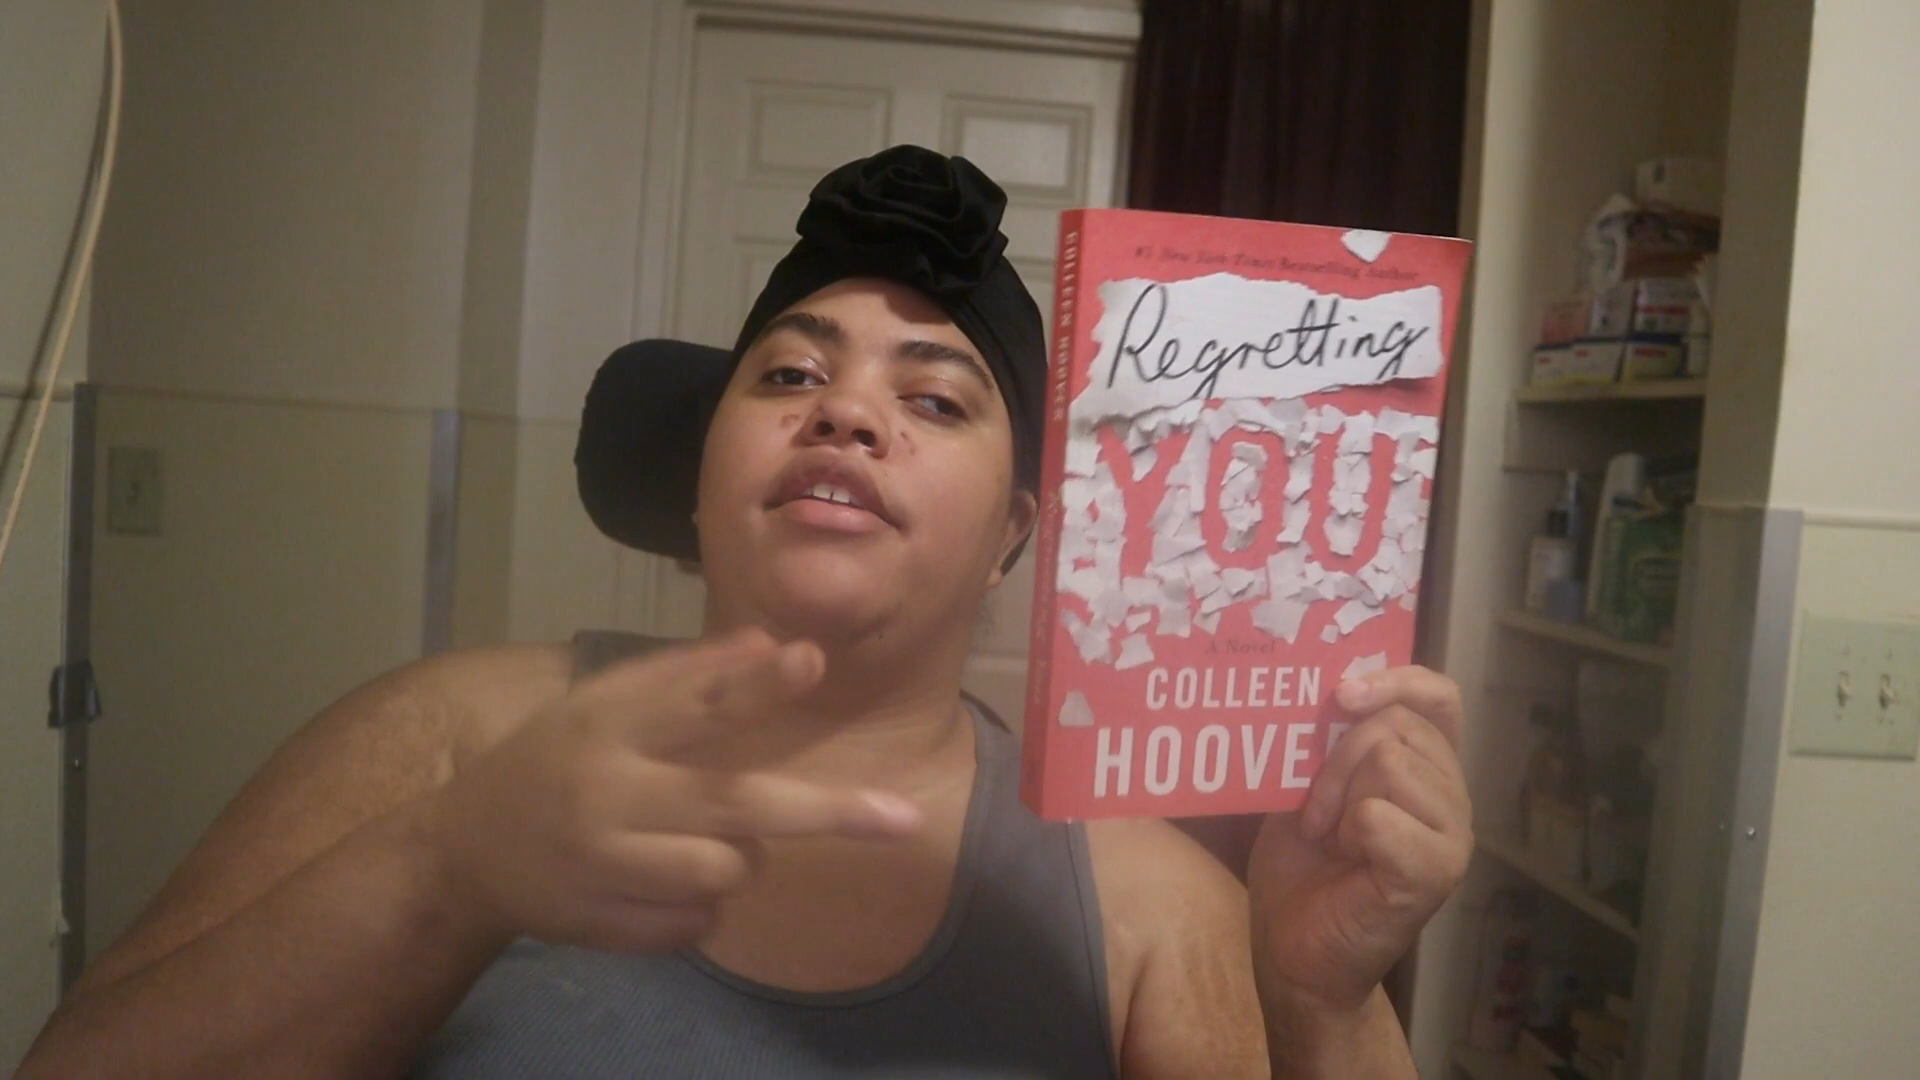 #1 New York Times Bestselling Author
Regretting
YOU
A Novel
COLLEEN
HOOVE
COLLEEN HOOVER